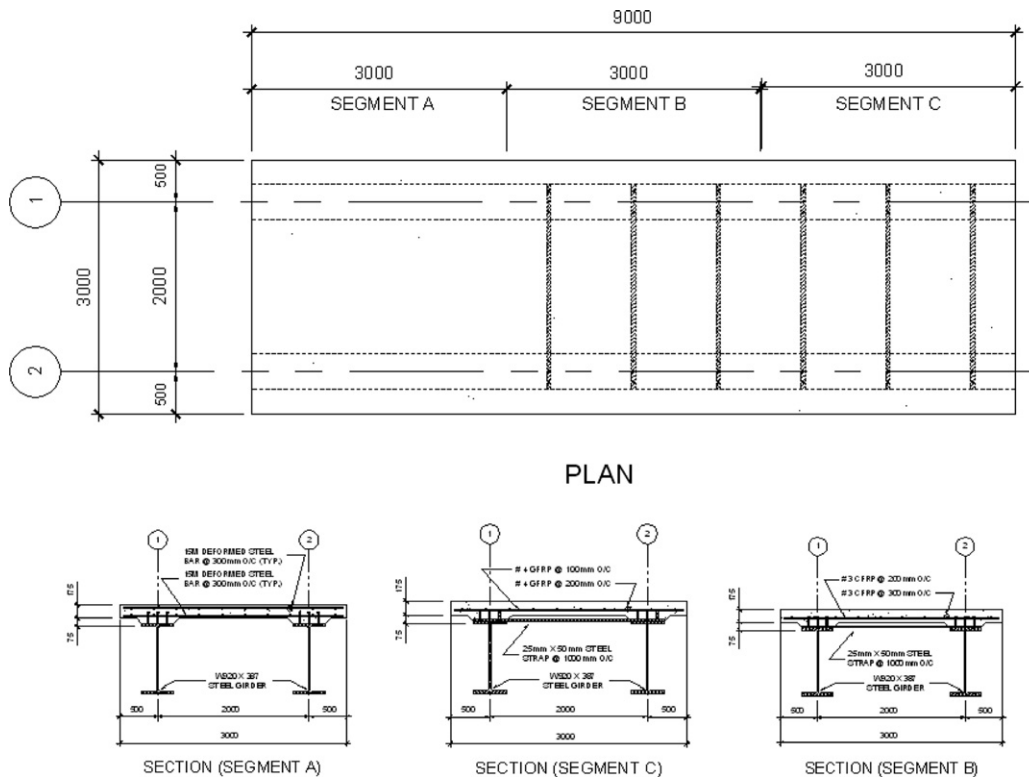 9000
3000
3000
3000
SEGMENT A
SEGMENT B
SEGMENT C
500
1
3000
2000
2
500
PLAN
1
2
15M DEFORMED STEEL
BAR @ 300mm O/C (TYP.)
15M DEFORMED STEEL
BAR @ 300mm O/C (TYP.)
175
75
W920 X 387
STEEL GIRDER
500
2000
500
3000
SECTION (SEGMENT A)
1
2
# 4 GFRP @ 100mm O/C
# 4 GFRP @ 200mm O/C
175
75
25mm X 50mm STEEL
STRAP @ 1000mm O/C
W920 X 387
STEEL GIRDER
500
2000
500
3000
SECTION (SEGMENT C)
1
2
#3 CFRP @ 200mm O/C
#3 CFRP @ 300mm O/C
175
75
25mm X 50mm STEEL
STRAP @ 1000mm O/C
W920 X 387
STEEL GIRDER
500
2000
500
3000
SECTION (SEGMENT B)